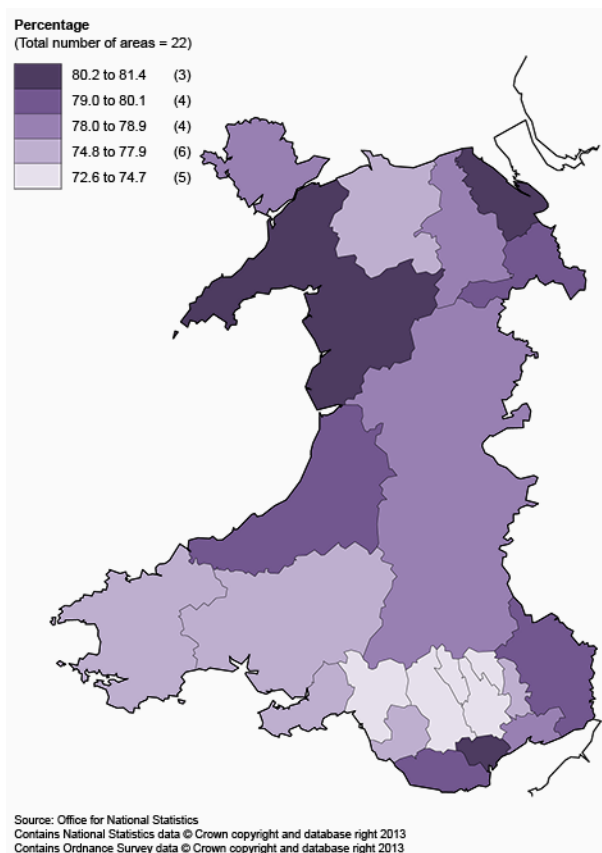 Percentage
(Total number of areas = 22)
80.2 to 81.4 (3)
79.0 to 80.1 (4)
78.0 to 78.9 (4)
74.8 to 77.9 (6)
72.6 to 74.7 (5)
Source: Office for National Statistics
Contains National Statistics data © Crown copyright and database right 2013
Contains Ordnance Survey data © Crown copyright and database right 2013